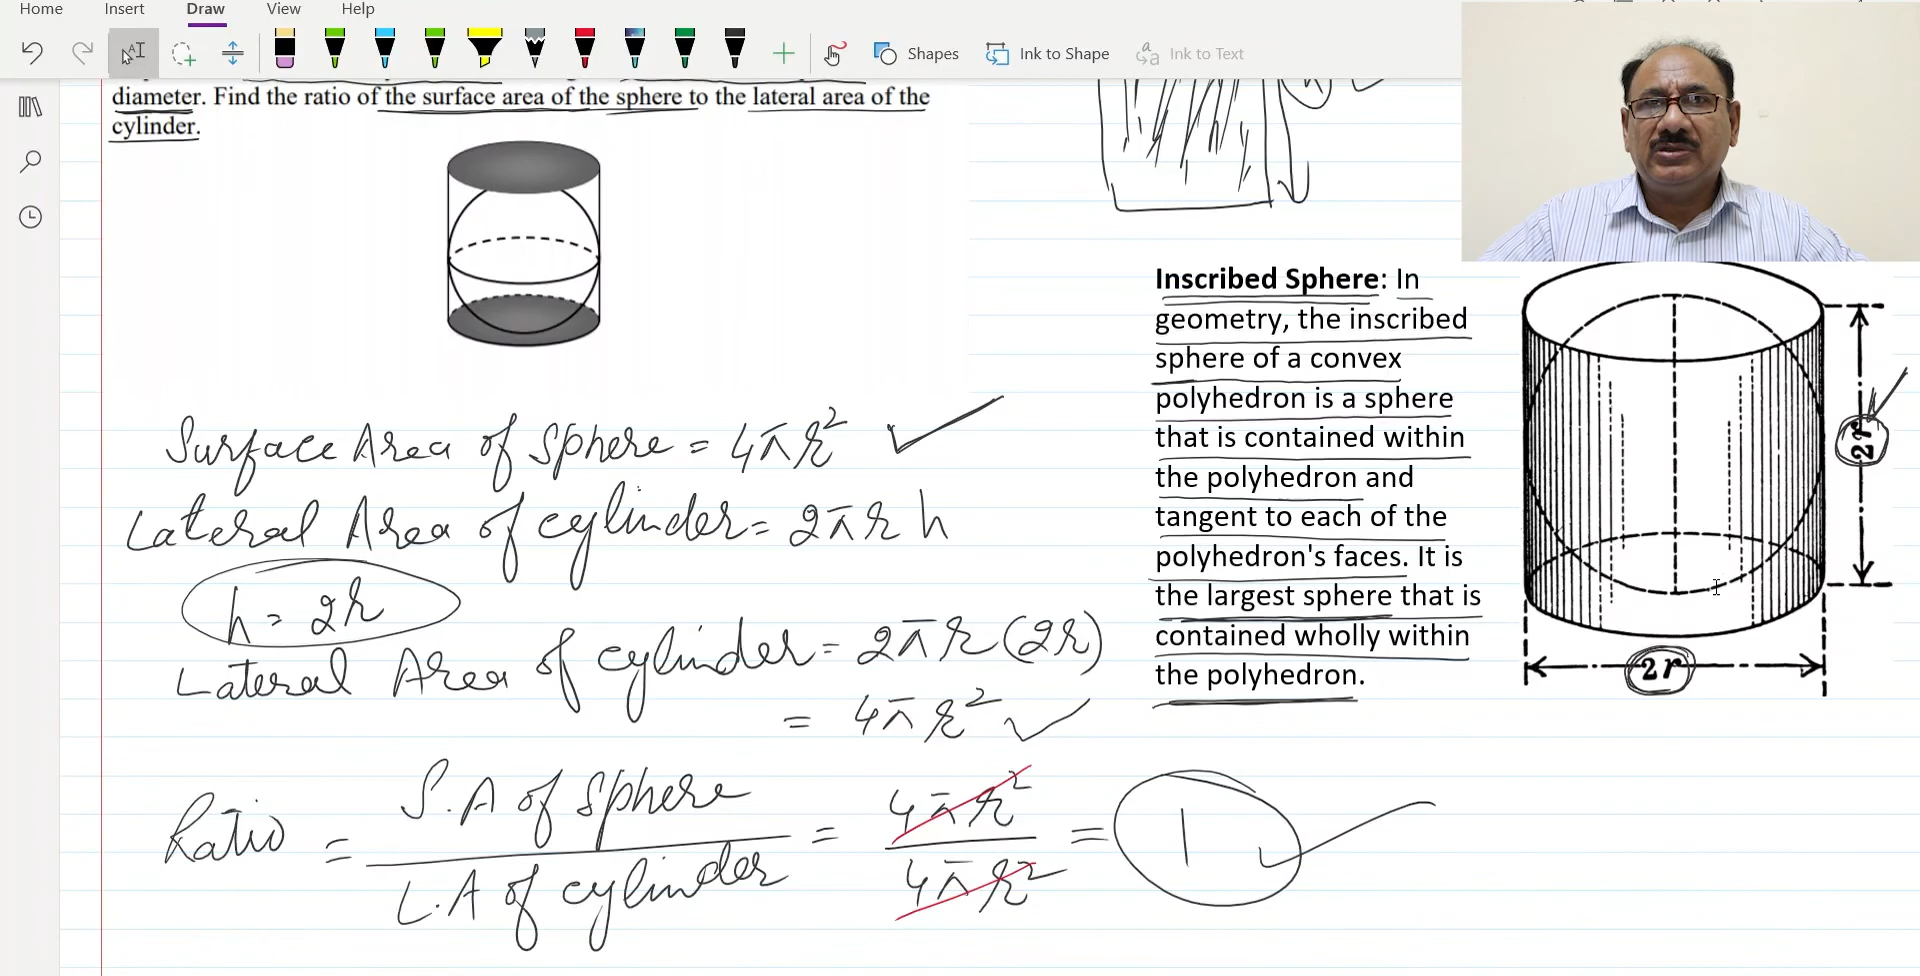 Home Insert Draw View Help
Shapes Ink to Shape Ink to Text
diameter. Find the ratio of the surface area of the sphere to the lateral area of the
cylinder.
Surface Area of Sphere = 4πr²
Lateral Area of cylinder = 2πr h
h = 2r
Lateral Area of cylinder = 2πr(2r)
= 4πr²
Ratio = S.A of Sphere / L.A of cylinder = 4πr² / 4πr² = 1
Inscribed Sphere: In
geometry, the inscribed
sphere of a convex
polyhedron is a sphere
that is contained within
the polyhedron and
tangent to each of the
polyhedron's faces. It is
the largest sphere that is
contained wholly within
the polyhedron.
2r
2r